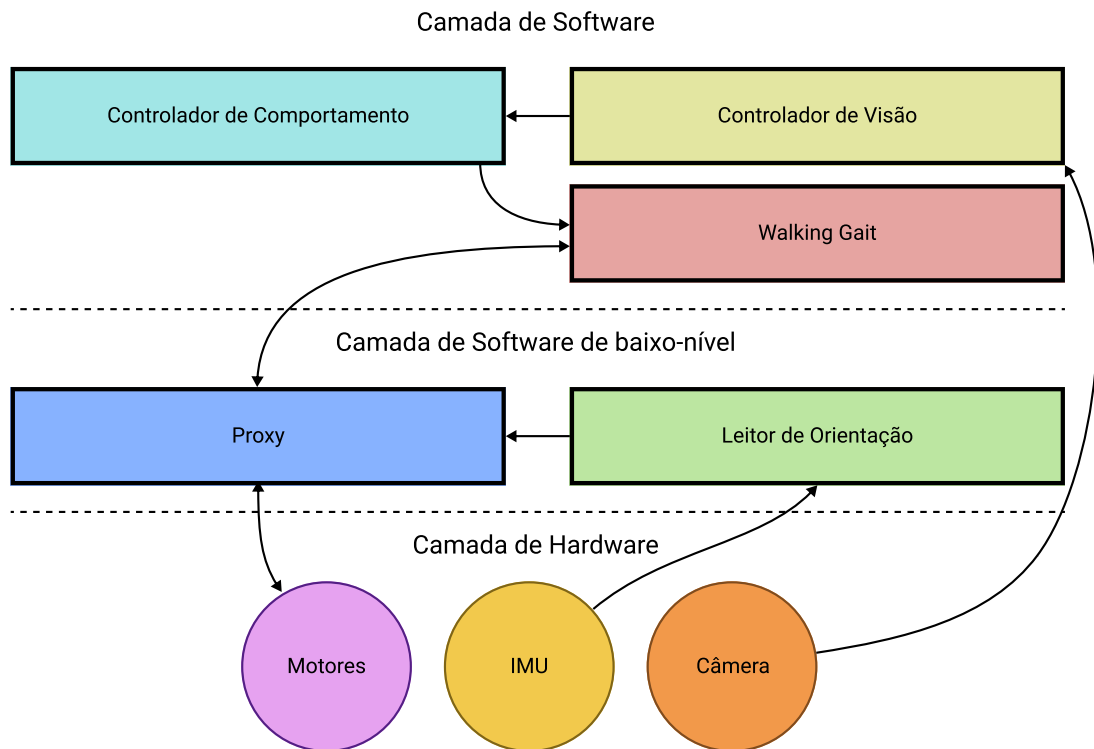 Camada de Software
Controlador de Comportamento
Controlador de Visão
Walking Gait
Camada de Software de baixo-nível
Proxy
Leitor de Orientação
Camada de Hardware
Motores
IMU
Câmera